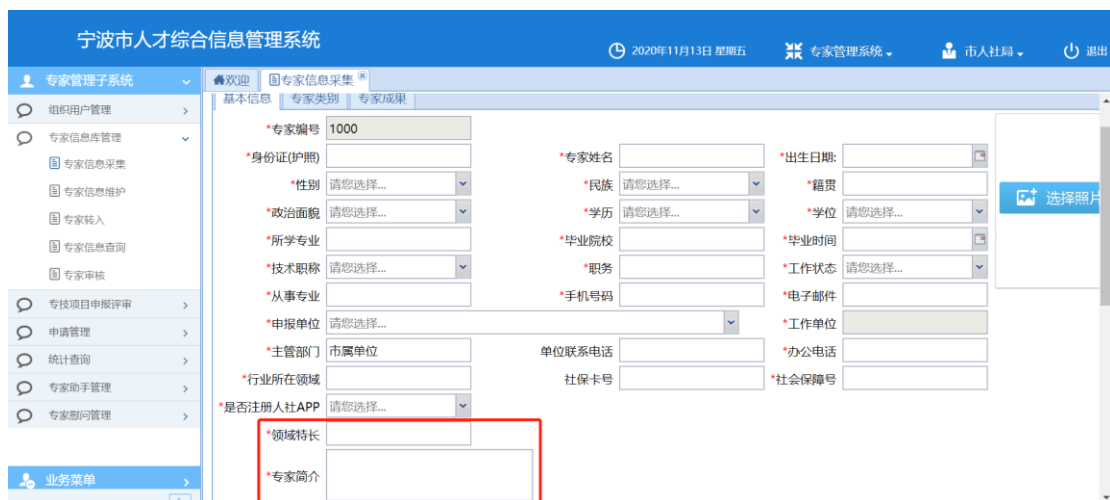 宁波市人才综合信息管理系统
2020年11月13日 星期五 专家管理系统 市人社局 退出
专家管理子系统
组织用户管理
专家信息库管理
专家信息采集
专家信息维护
专家转入
专家信息查询
专家审核
专技项目申报评审
申请管理
统计查询
专家助手管理
专家慰问管理
业务菜单
欢迎 专家信息采集
基本信息 专家类别 专家成果
*专家编号 1000
*身份证(护照) *专家姓名 *出生日期:
*性别 请您选择... *民族 请您选择... *籍贯
*政治面貌 请您选择... *学历 请您选择... *学位 请您选择...
*所学专业 *毕业院校 *毕业时间
*技术职称 请您选择... *职务 *工作状态 请您选择...
*从事专业 *手机号码 *电子邮件
*申报单位 请您选择... *工作单位
*主管部门 市属单位 单位联系电话 *办公电话
*行业所在领域 社保卡号 *社会保障号
*是否注册人社APP 请您选择...
*领域特长
*专家简介
选择照片